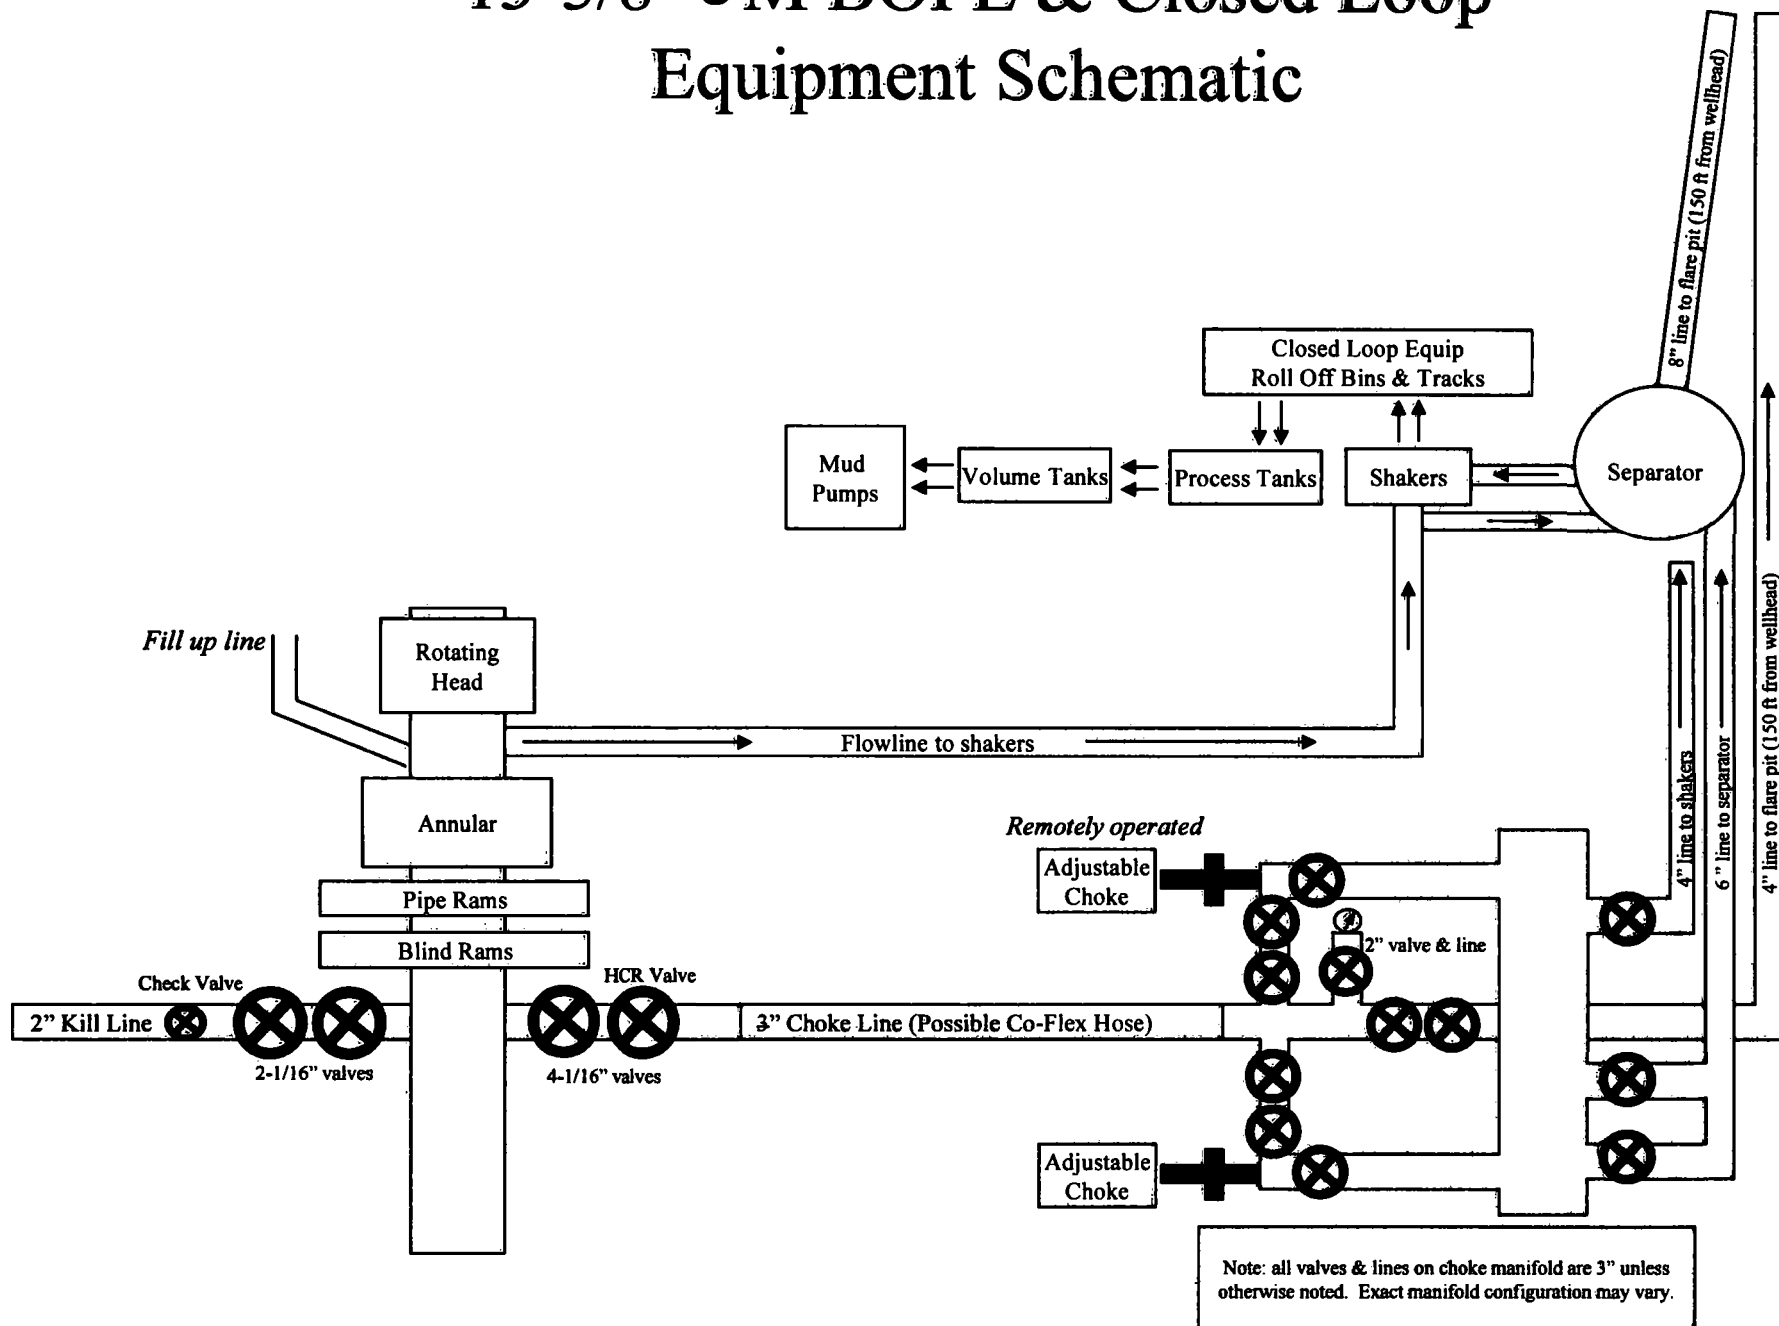 M BOPE & Closed Loop
Equipment Schematic
8" line to flare pit (150 ft from wellhead)
Closed Loop Equip
Roll Off Bins & Tracks
Mud
Pumps
Volume Tanks
Process Tanks
Shakers
Separator
Fill up line
Rotating
Head
Flowline to shakers
Annular
Pipe Rams
Blind Rams
Remotely operated
Adjustable
Choke
2" valve & line
4" line to shakers
6" line to separator
4" line to flare pit (150 ft from wellhead)
Check Valve
HCR Valve
2" Kill Line
3" Choke Line (Possible Co-Flex Hose)
2-1/16" valves
4-1/16" valves
Adjustable
Choke
Note: all valves & lines on choke manifold are 3" unless
otherwise noted. Exact manifold configuration may vary.